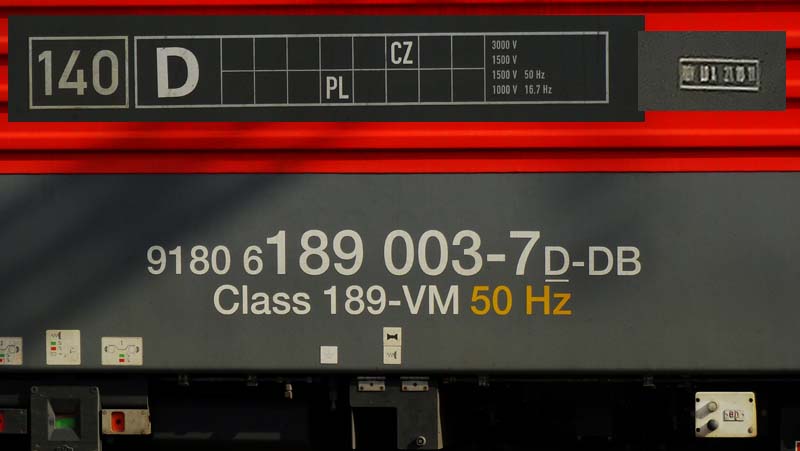 140 D CZ PL
3000 V
1500 V
1500 V 50 Hz
1000 V 16.7 Hz
9180 6189 003-7 D-DB
Class 189-VM 50 Hz